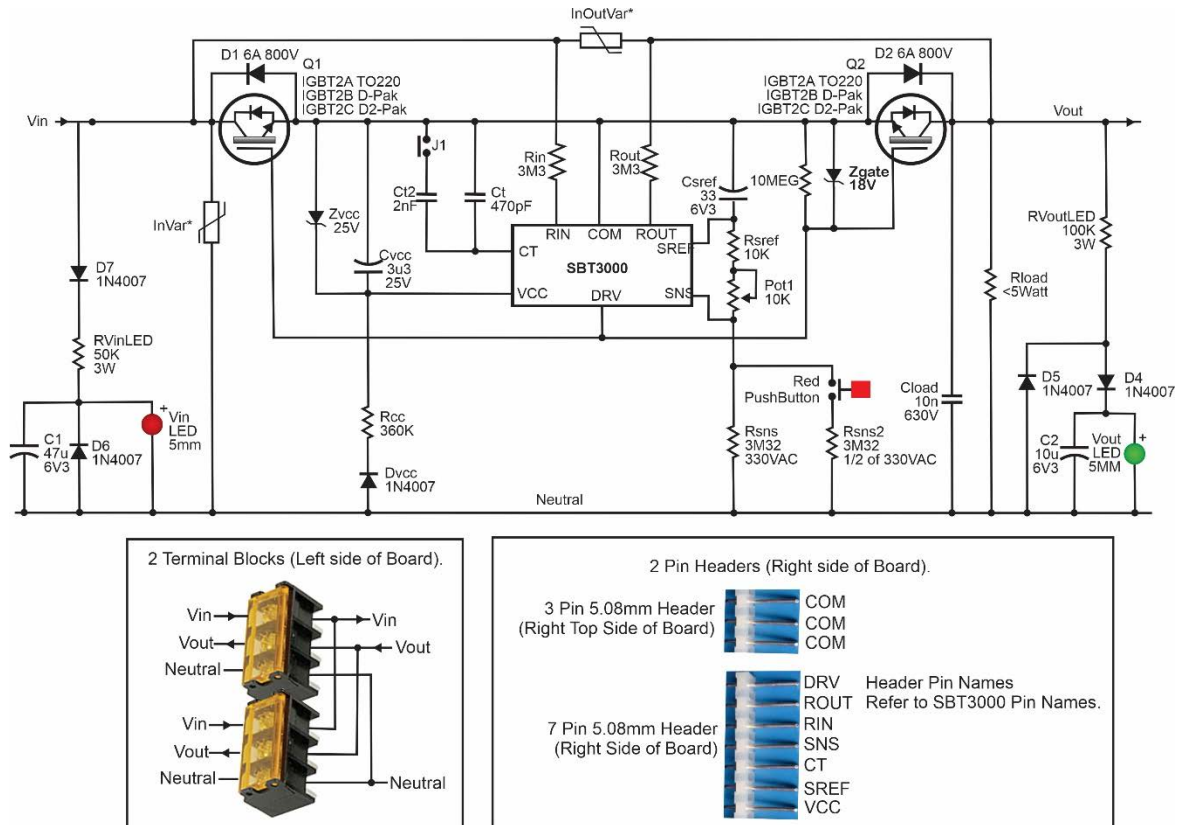 InOutVar*
D1 6A 800V
Q1
IGBT2A TO220
IGBT2B D-Pak
IGBT2C D2-Pak
D2 6A 800V
Q2
IGBT2A TO220
IGBT2B D-Pak
IGBT2C D2-Pak
Vin
Vout
J1
Rin
3M3
Rout
3M3
Csref
33
6V3
10MEG
Zgate
18V
InVar*
Zvcc
25V
Ct2
2nF
Ct
470pF
RVoutLED
100K
3W
D7
1N4007
Cvcc
3u3
25V
RIN
COM
ROUT
SREF
CT
SBT3000
VCC
DRV
SNS
Rsref
10K
Pot1
10K
Rload
<5Watt
RVinLED
50K
3W
Red
PushButton
Cload
10n
630V
D5
1N4007
D4
1N4007
C1
47u
6V3
D6
1N4007
+
Vin
LED
5mm
Rcc
360K
Dvcc
1N4007
Rsns
3M32
330VAC
Rsns2
3M32
1/2 of 330VAC
C2
10u
6V3
Vout
LED
5MM
+
Neutral
2 Terminal Blocks (Left side of Board).
Vin
Vout
Neutral
Vin
Vout
Neutral
Vin
Vout
Neutral
2 Pin Headers (Right side of Board).
3 Pin 5.08mm Header
(Right Top Side of Board)
COM
COM
COM
7 Pin 5.08mm Header
(Right Side of Board)
DRV
ROUT
RIN
SNS
CT
SREF
VCC
Header Pin Names
Refer to SBT3000 Pin Names.